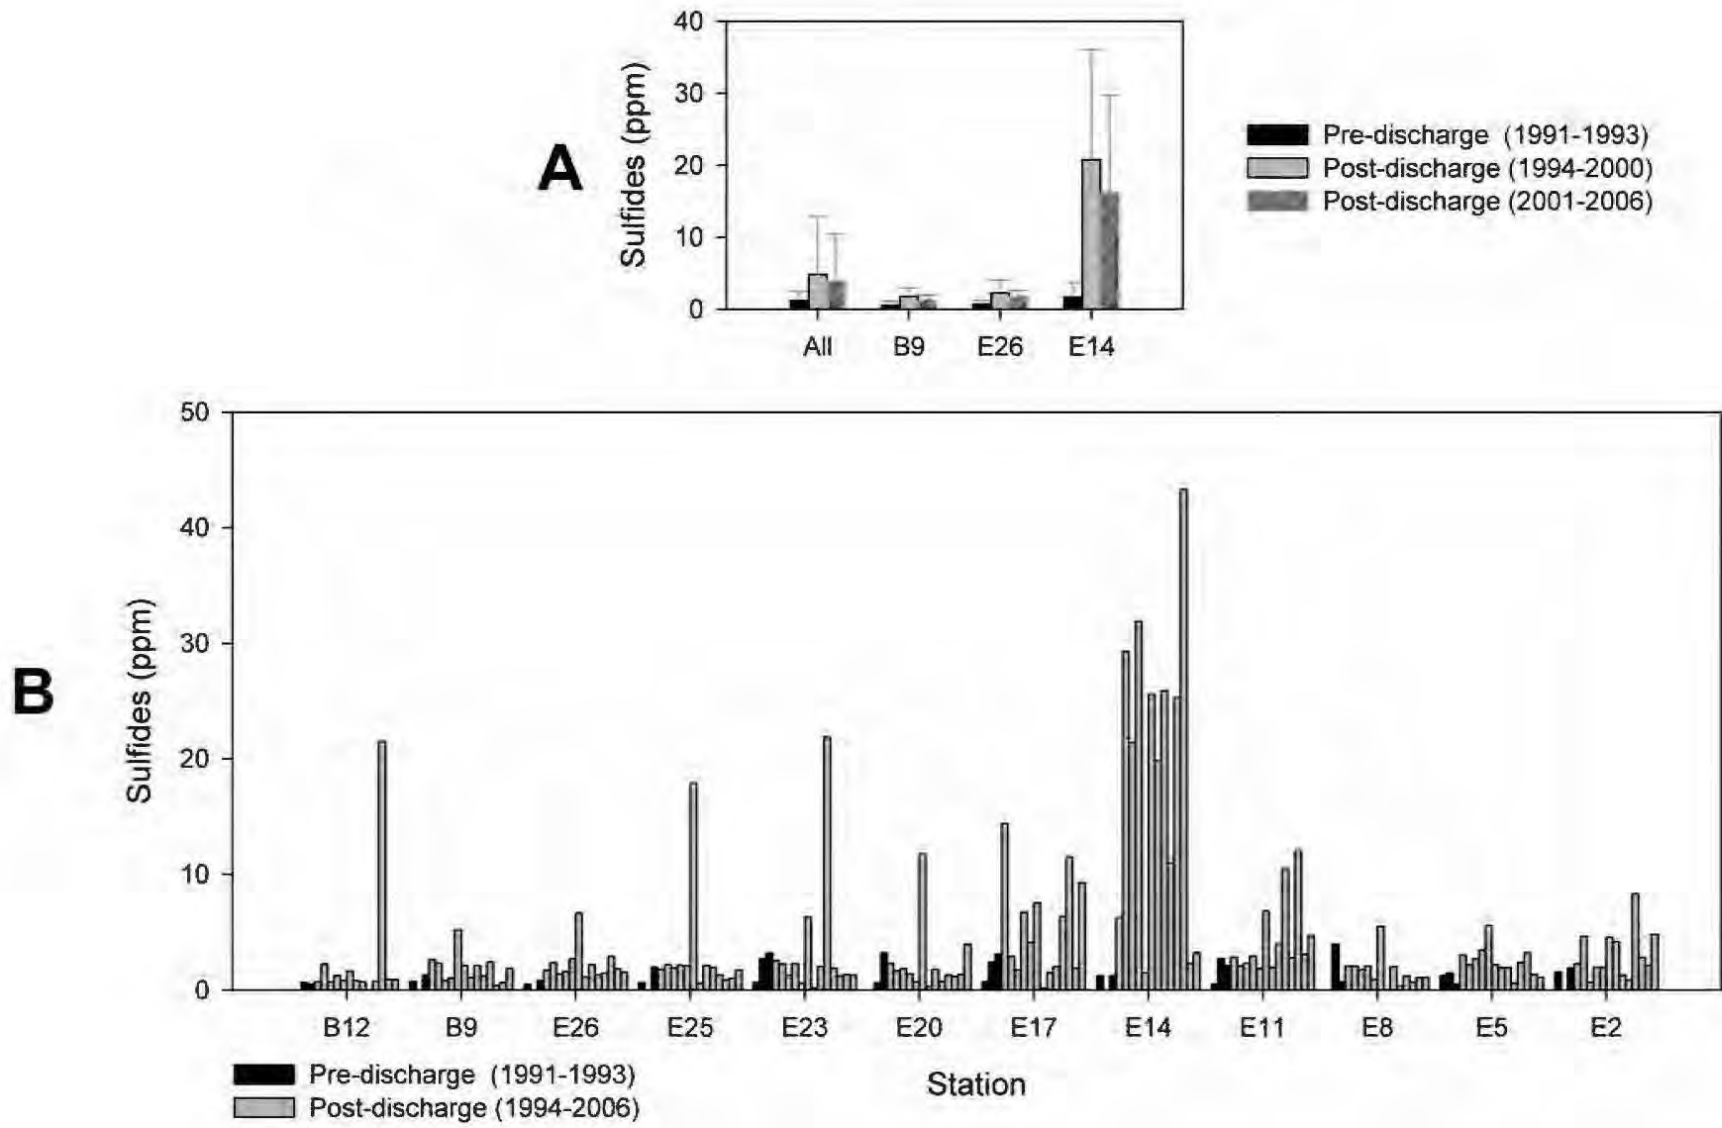 A
Sulfides (ppm)
40
30
20
10
0
All B9 E26 E14
Pre-discharge (1991-1993)
Post-discharge (1994-2000)
Post-discharge (2001-2006)
B
Sulfides (ppm)
50
40
30
20
10
0
B12 B9 E26 E25 E23 E20 E17 E14 E11 E8 E5 E2
Station
Pre-discharge (1991-1993)
Post-discharge (1994-2006)